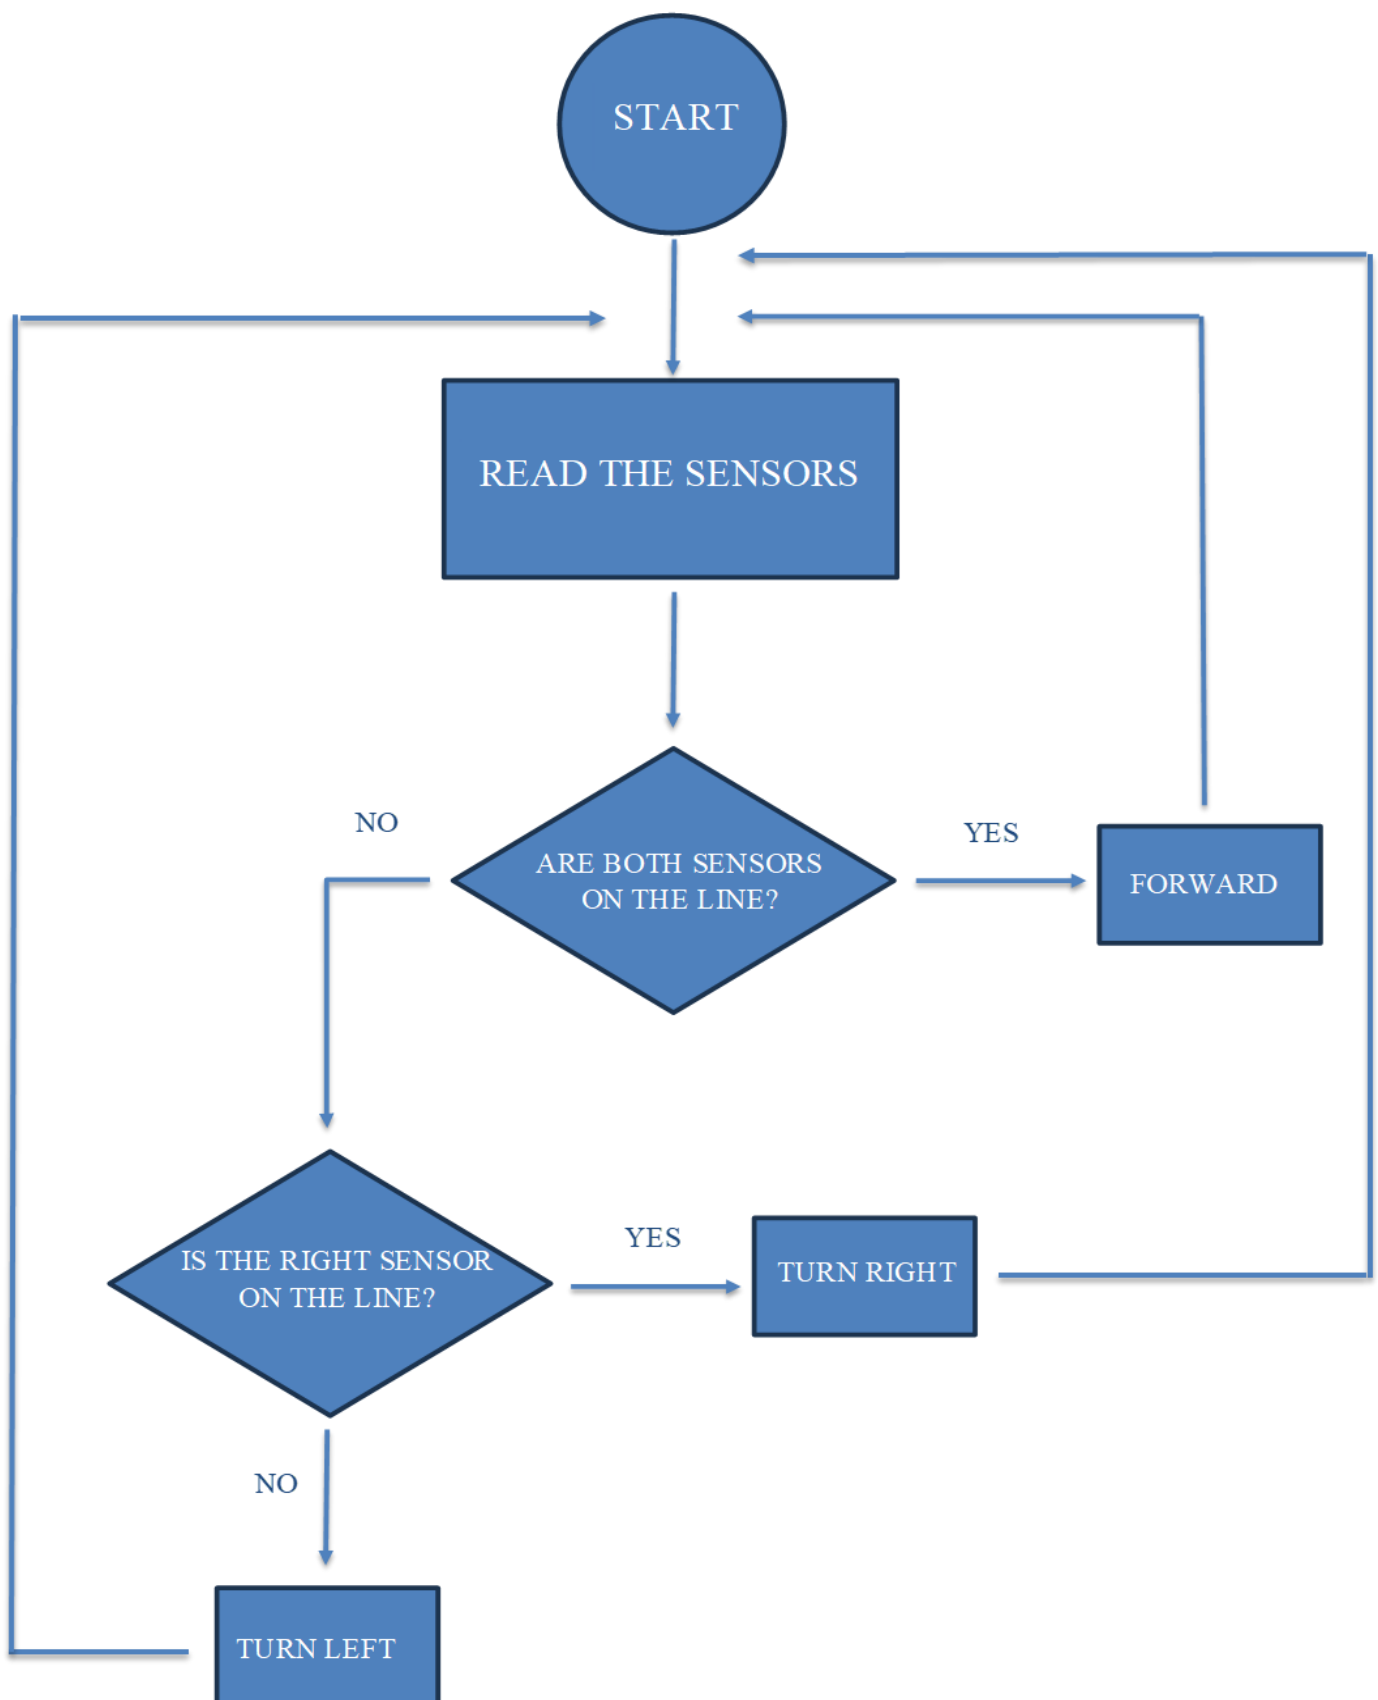 START
READ THE SENSORS
NO
YES
ARE BOTH SENSORS
ON THE LINE?
FORWARD
YES
IS THE RIGHT SENSOR
ON THE LINE?
TURN RIGHT
NO
TURN LEFT